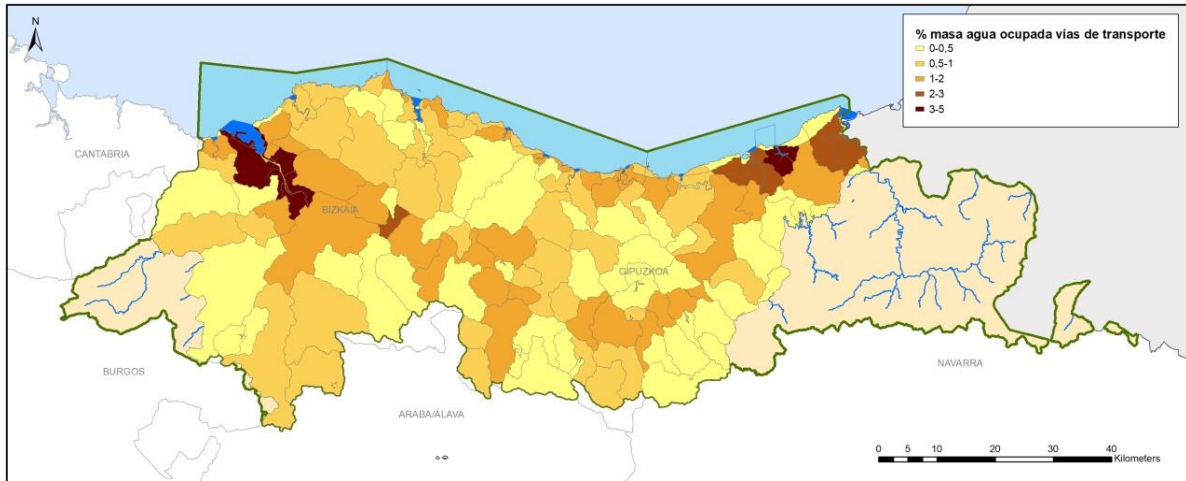 N
% masa agua ocupada vías de transporte
0-0,5
0,5-1
1-2
2-3
3-5
CANTABRIA
BIZKAIA
GIPUZKOA
BURGOS
NAVARRA
ARABA/ÁLAVA
0 5 10 20 30 40
Kilometers